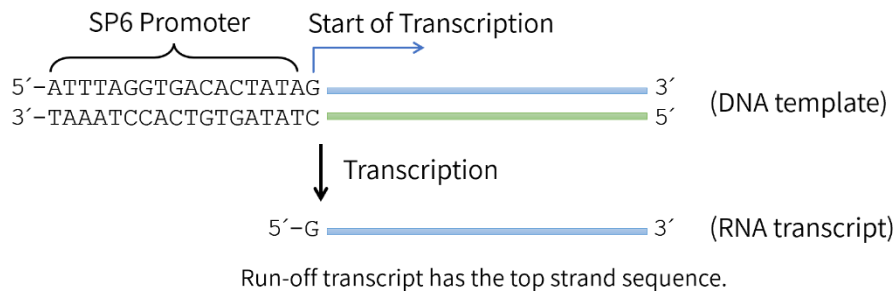 SP6 Promoter
Start of Transcription
5´-ATTTAGGTGACACTATAG 3´
3´-TAAATCCACTGTGATATC 5´
(DNA template)
Transcription
5´-G 3´ (RNA transcript)
Run-off transcript has the top strand sequence.